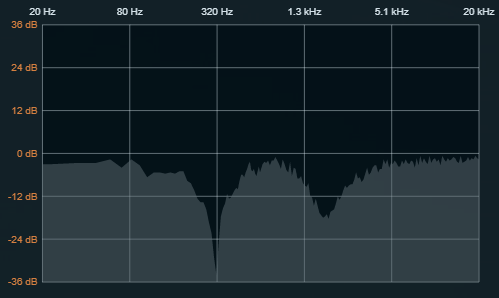 20 Hz 80 Hz 320 Hz 1.3 kHz 5.1 kHz 20 kHz
36 dB
24 dB
12 dB
0 dB
-12 dB
-24 dB
-36 dB